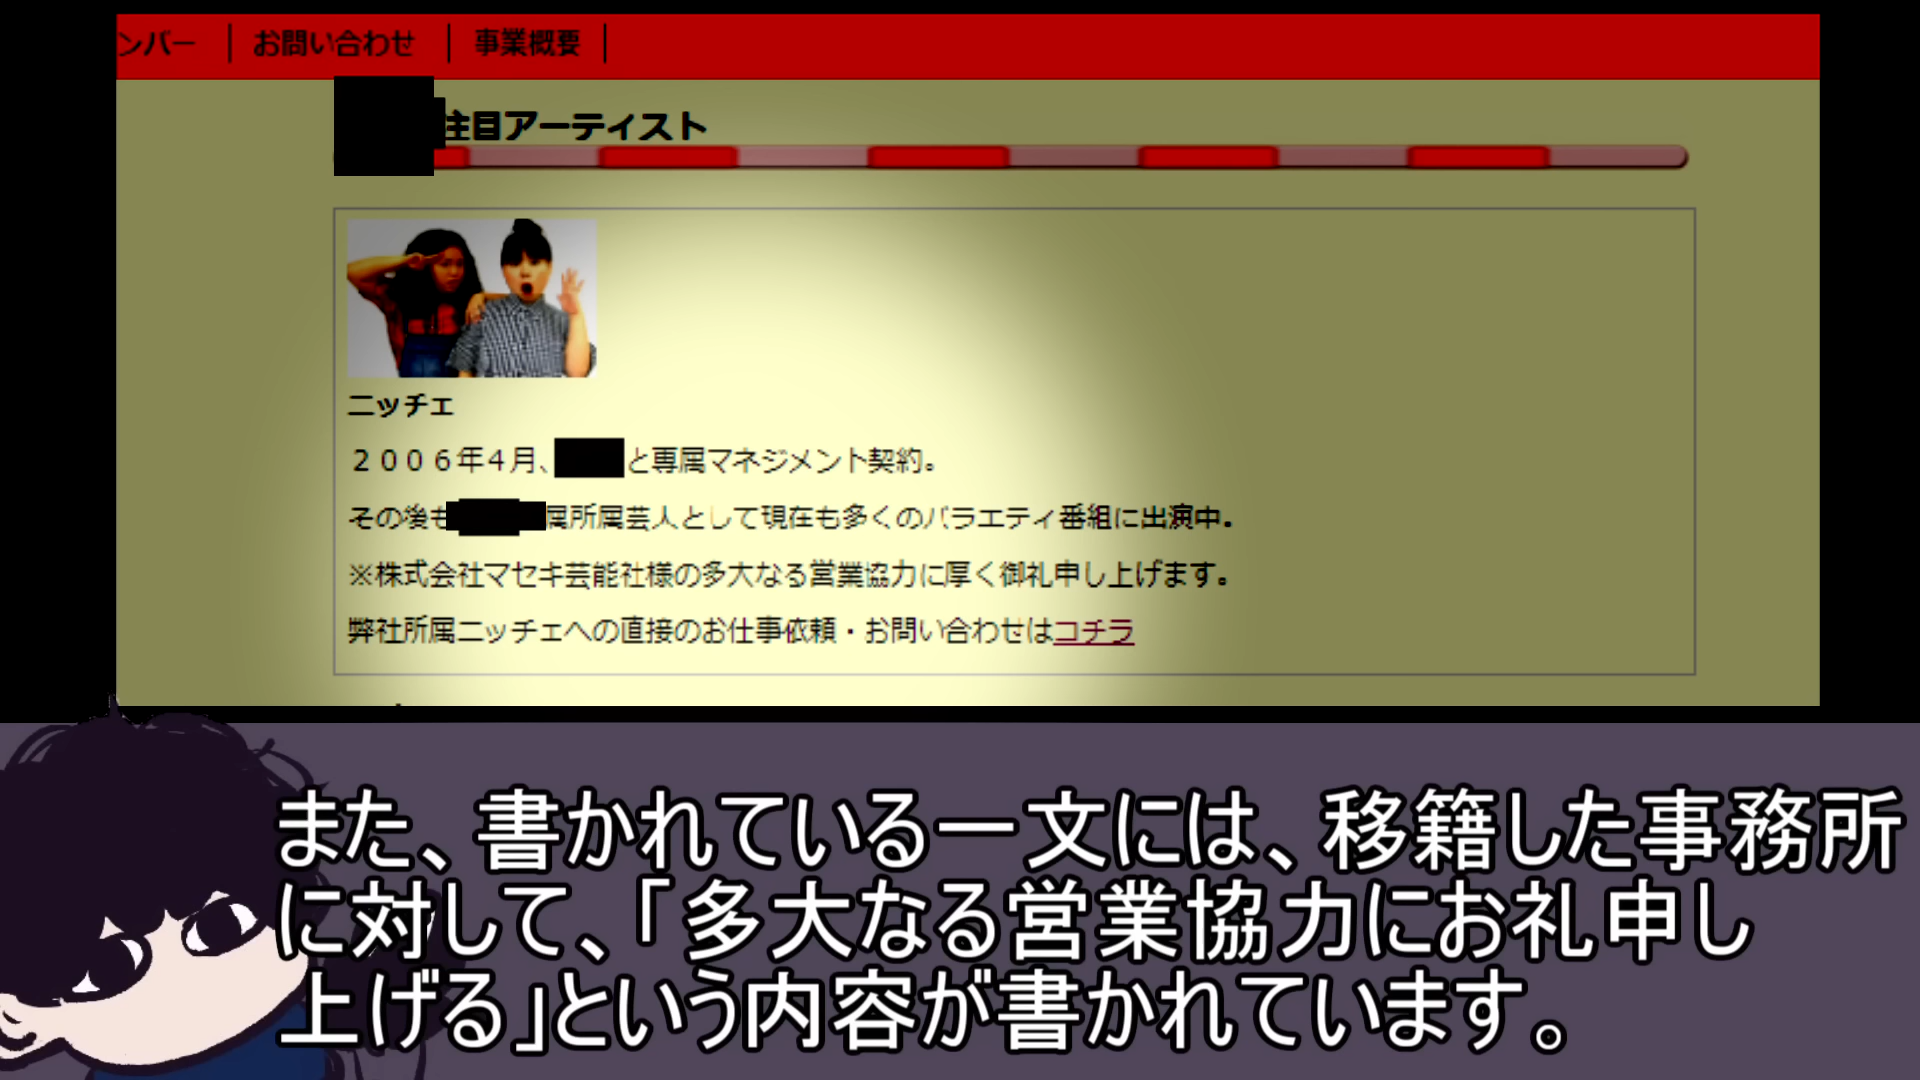 ンバー │ お問い合わせ │ 事業概要 │
注目アーティスト
ニッチェ
２００６年４月、 と専属マネジメント契約。
その後も 属所属芸人として現在も多くのバラエティ番組に出演中。
※株式会社マセキ芸能社様の多大なる営業協力に厚く御礼申し上げます。
弊社所属ニッチェへの直接のお仕事依頼・お問い合わせはコチラ
また、書かれている一文には、移籍した事務所
に対して、「多大なる営業協力にお礼申し
上げる」という内容が書かれています。